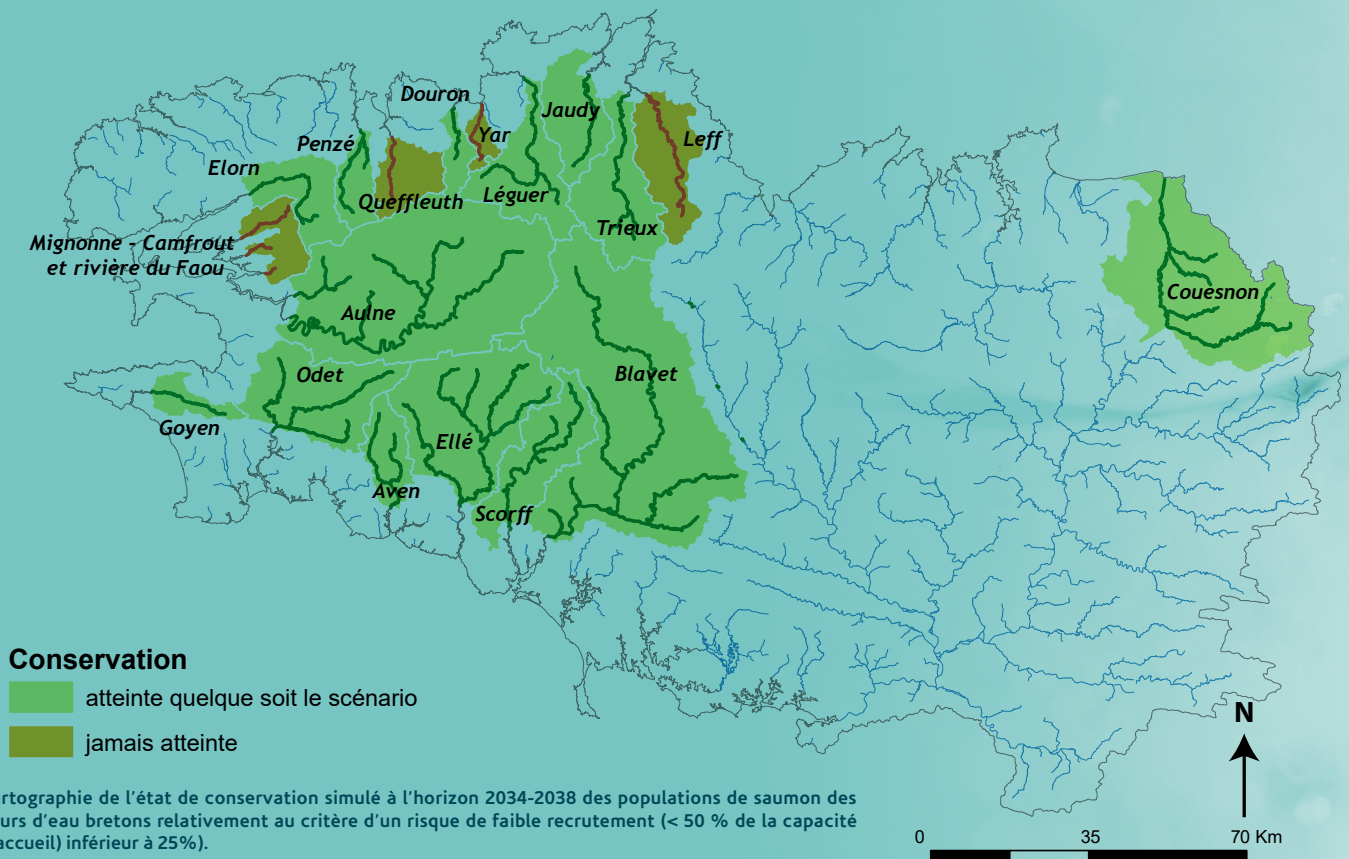 Douron
Jaudy
Penzé
Yar
Leff
Elorn
Queffleuth
Léguer
Trieux
Mignonne - Camfrout
et rivière du Faou
Couesnon
Aulne
Odet
Blavet
Goyen
Ellé
Aven
Scorff
Conservation
atteinte quelque soit le scénario
jamais atteinte
N
de l'état de conservation simulé à l'horizon 2034-2038 des populations de saumon des
d'eau bretons relativement au critère d'un risque de faible recrutement (< 50 % de la capacité
inférieur à 25%).
0 35 70 Km